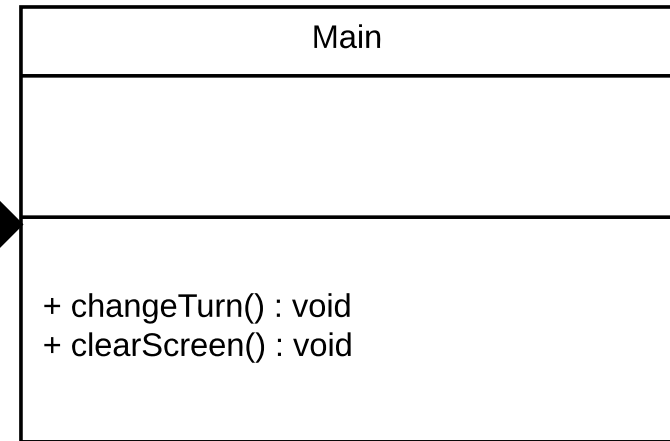 Main
+ changeTurn() : void
+ clearScreen() : void